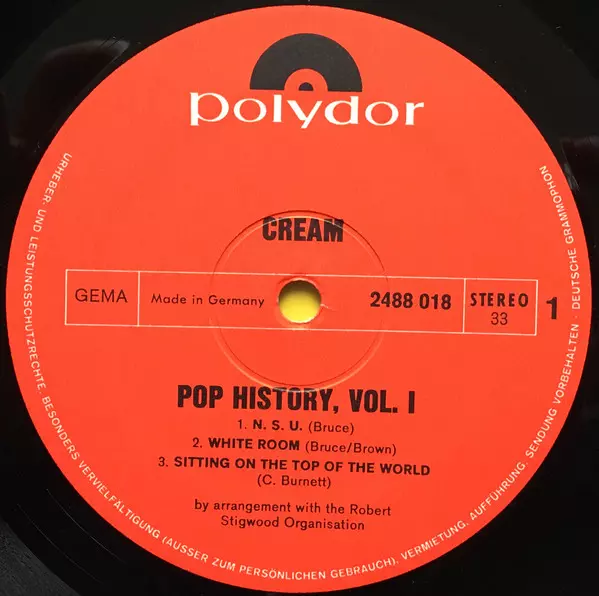 polydor
CREAM
GEMA
Made in Germany
2488 018
STEREO
33
1
POP HISTORY, VOL. I
1. N. S. U. (Bruce)
2. WHITE ROOM (Bruce/Brown)
3. SITTING ON THE TOP OF THE WORLD
(C. Burnett)
by arrangement with the Robert
Stigwood Organisation
URHEBER- UND LEISTUNGSSCHUTZRECHTE. BESONDERS VERVIELFÄLTIGUNG (AUSSER ZUM PERSÖNLICHEN GEBRAUCH). VERMIETUNG. AUFFÜHRUNG. SENDUNG VORBEHALTEN · DEUTSCHE GRAMMOPHON